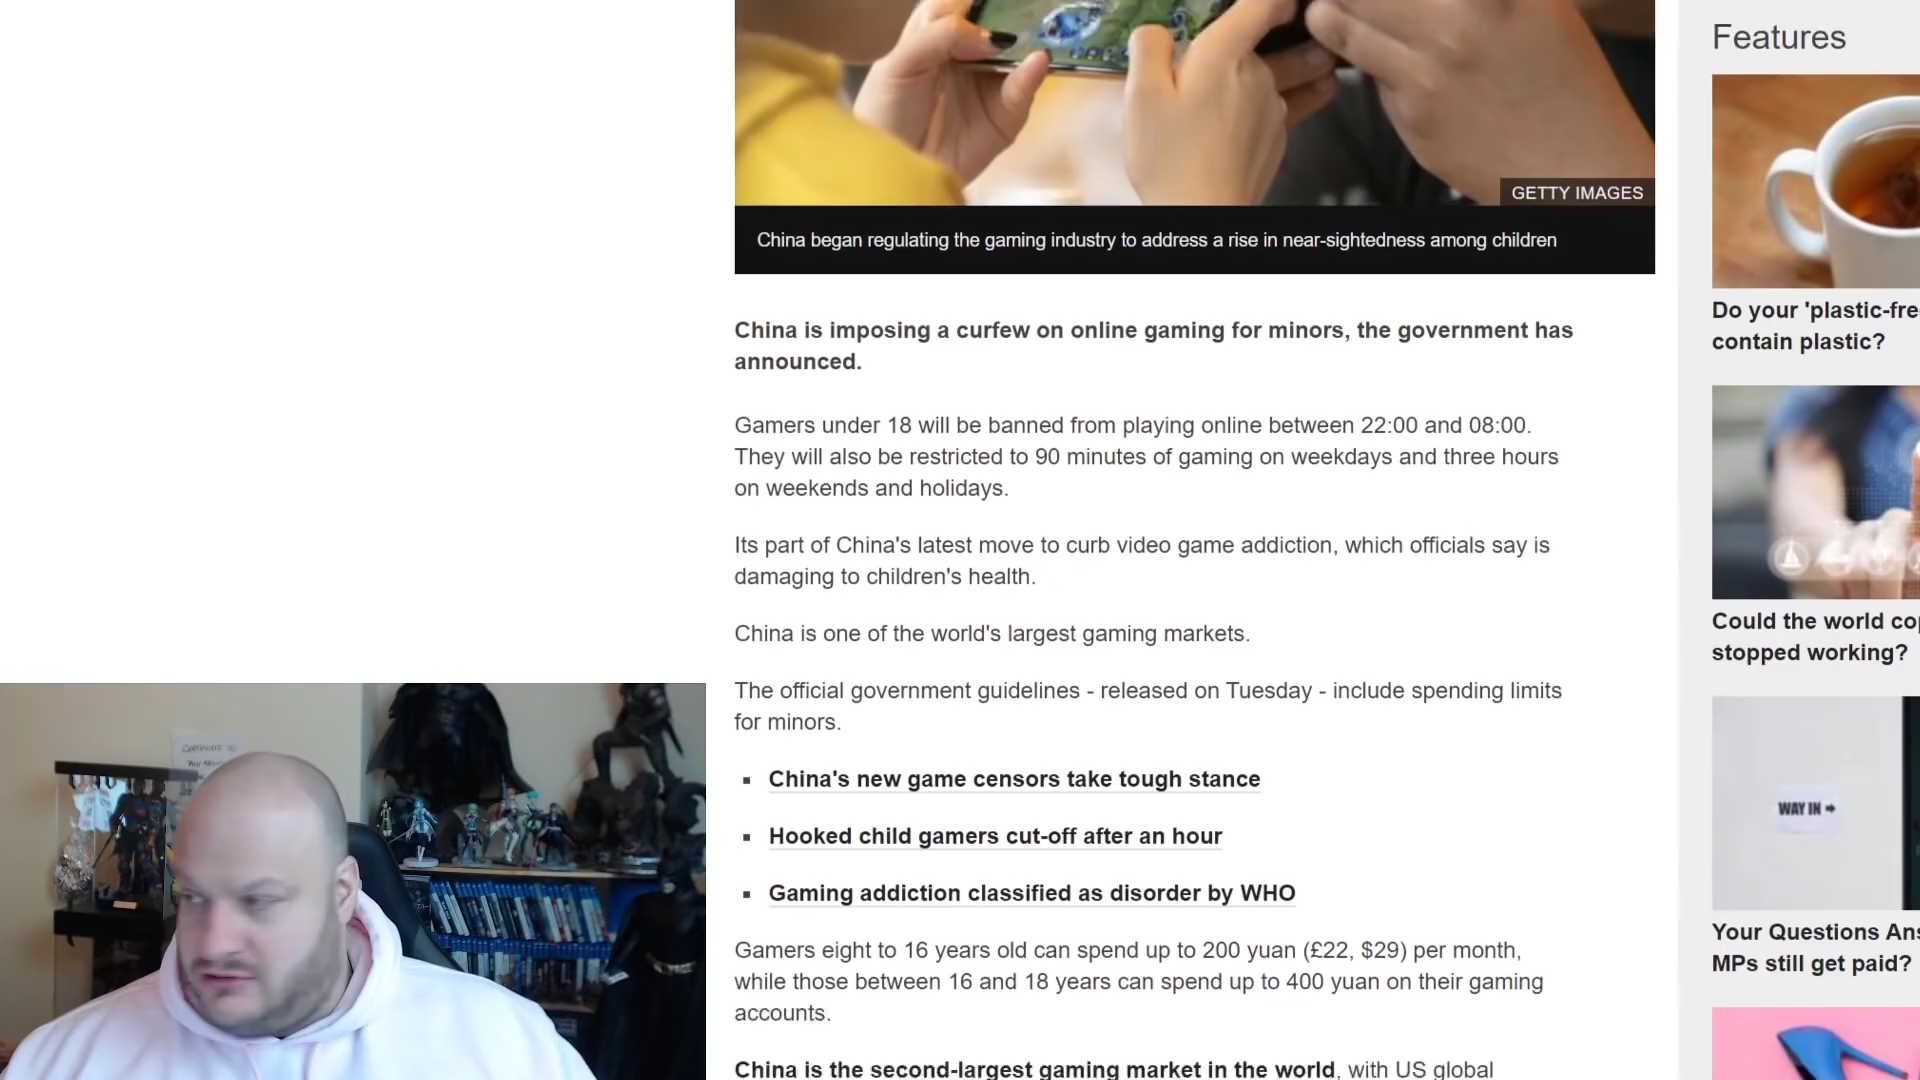 Features
GETTY IMAGES
China began regulating the gaming industry to address a rise in near-sightedness among children
China is imposing a curfew on online gaming for minors, the government has
announced.
Gamers under 18 will be banned from playing online between 22:00 and 08:00.
They will also be restricted to 90 minutes of gaming on weekdays and three hours
on weekends and holidays.
Its part of China's latest move to curb video game addiction, which officials say is
damaging to children's health.
China is one of the world's largest gaming markets.
The official government guidelines - released on Tuesday - include spending limits
for minors.
▪ China's new game censors take tough stance
▪ Hooked child gamers cut-off after an hour
▪ Gaming addiction classified as disorder by WHO
Gamers eight to 16 years old can spend up to 200 yuan (£22, $29) per month,
while those between 16 and 18 years can spend up to 400 yuan on their gaming
accounts.
China is the second-largest gaming market in the world, with US global
Do your 'plastic-fre
contain plastic?
Could the world cop
stopped working?
WAY IN ➡
Your Questions Ans
MPs still get paid?